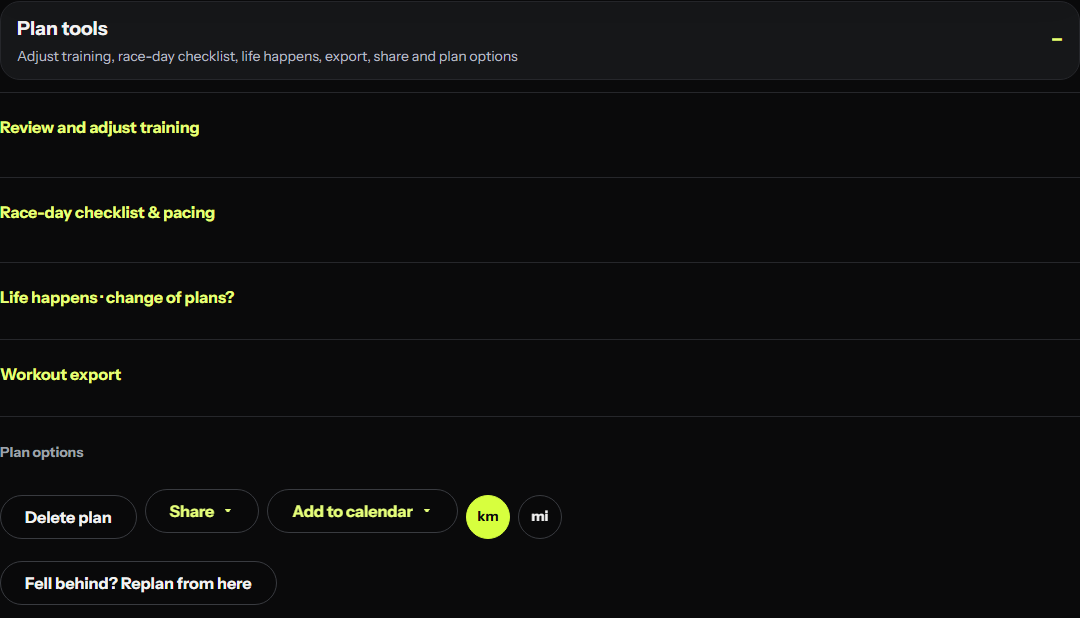 Plan tools
Adjust training, race-day checklist, life happens, export, share and plan options
Review and adjust training
Race-day checklist & pacing
Life happens · change of plans?
Workout export
Plan options
Delete plan
Share
Add to calendar
km
mi
Fell behind? Replan from here